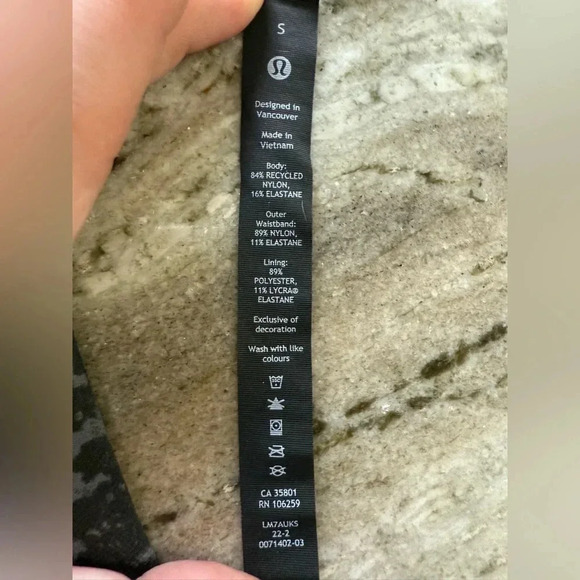 S
Designed in
Vancouver
Made in
Vietnam
Body:
84% RECYCLED
NYLON,
16% ELASTANE
Outer
Waistband:
89% NYLON,
11% ELASTANE
Lining:
89%
POLYESTER,
11% LYCRA®
ELASTANE
Exclusive of
decoration
Wash with like
colours
CA 35801
RN 106259
LM7AUKS
22-2
0071402-03